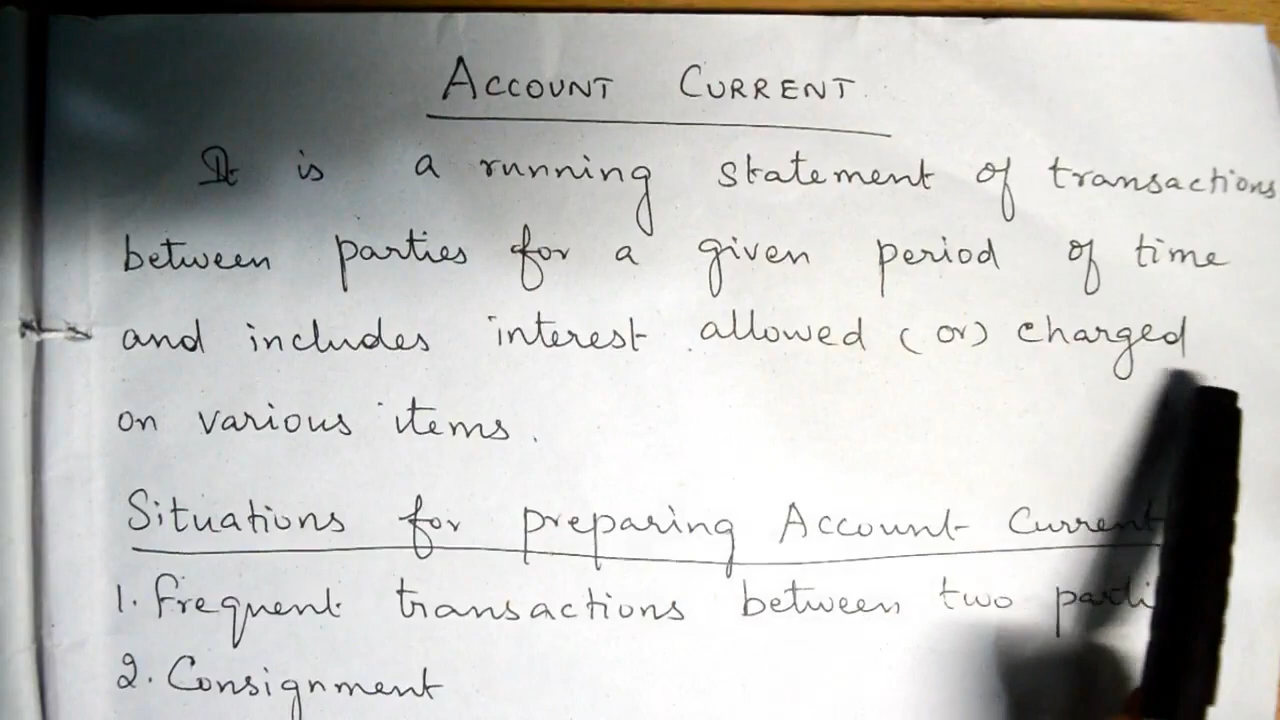 ACCOUNT CURRENT
It is a running statement of transactions
between parties for a given period of time
and includes interest allowed (or) charged
on various items.
Situations for preparing Account Current
1. Frequent transactions between two
2. Consignment